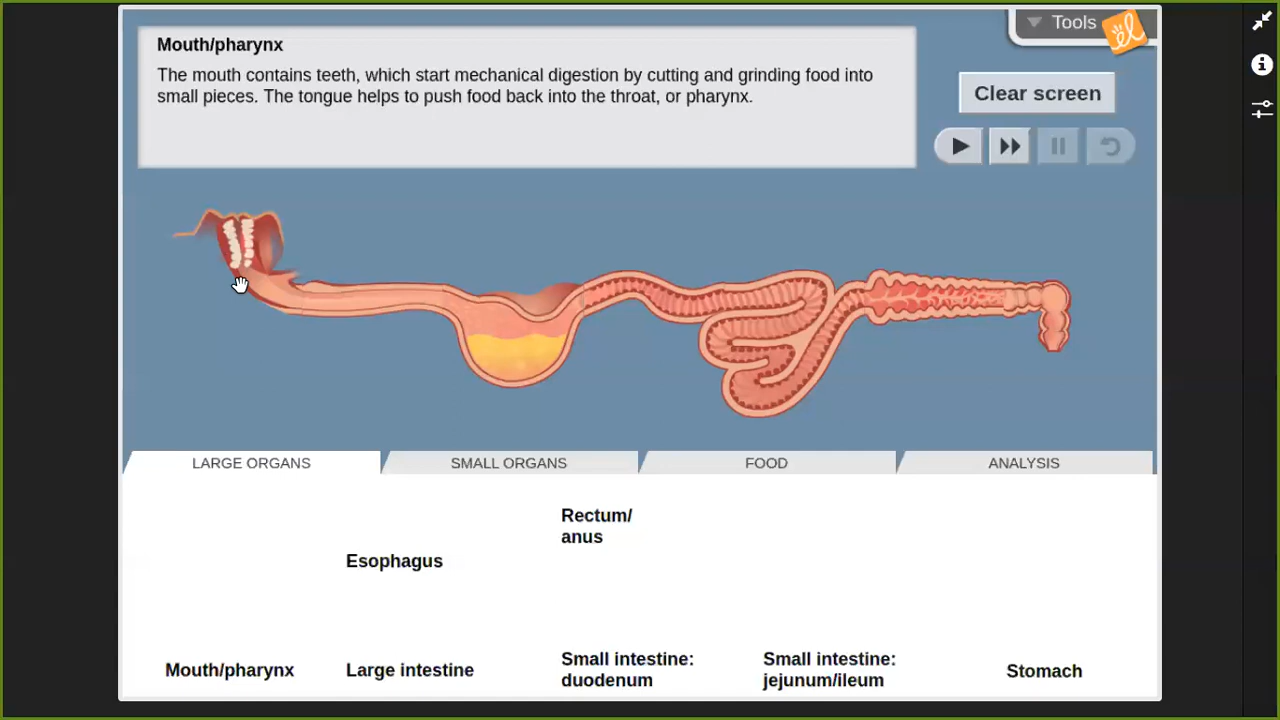 Tools
Mouth/pharynx
The mouth contains teeth, which start mechanical digestion by cutting and grinding food into
small pieces. The tongue helps to push food back into the throat, or pharynx.
Clear screen
LARGE ORGANS
SMALL ORGANS
FOOD
ANALYSIS
Rectum/
anus
Esophagus
Mouth/pharynx
Large intestine
Small intestine:
duodenum
Small intestine:
jejunum/ileum
Stomach